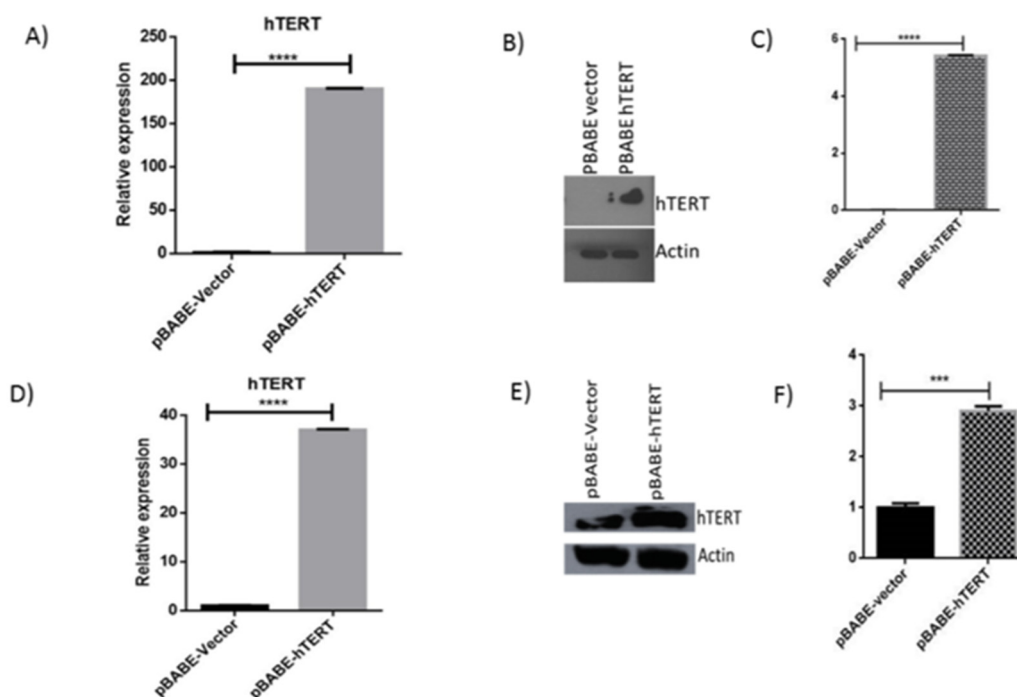 A)
hTERT
****
Relative expression
250
200
150
100
50
0
pBABE-Vector
pBABE-hTERT
B)
PBABE vector
PBABE hTERT
hTERT
Actin
C)
****
6
4
2
0
pBABE-Vector
pBABE-hTERT
D)
hTERT
****
Relative expression
40
30
20
10
0
pBABE-Vector
pBABE-hTERT
E)
pBABE-Vector
pBABE-hTERT
hTERT
Actin
F)
***
4
3
2
1
0
pBABE-vector
pBABE-hTERT